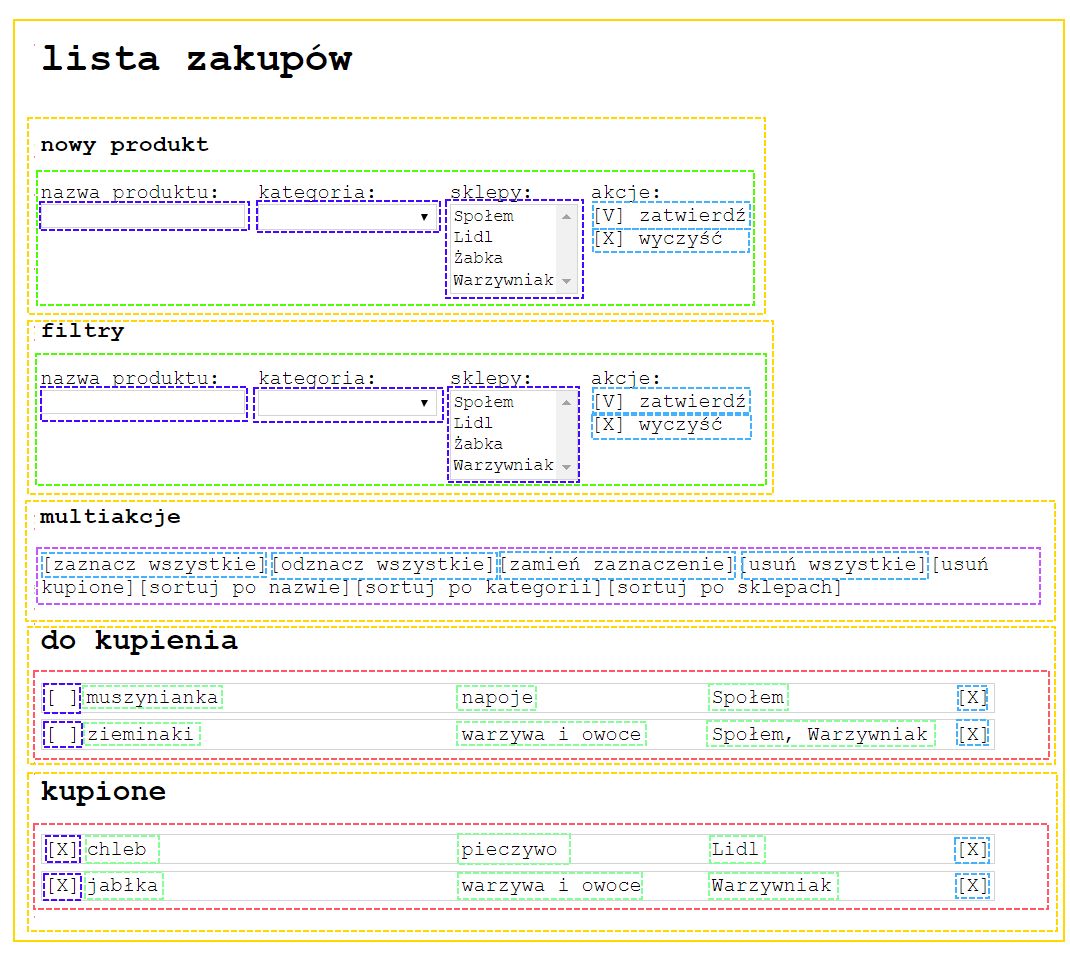 lista zakupów
nowy produkt
nazwa produktu: kategoria: sklepy: akcje:
Społem [V] zatwierdź
Lidl [X] wyczyść
Żabka
Warzywniak
filtry
nazwa produktu: kategoria: sklepy: akcje:
Społem [V] zatwierdź
Lidl [X] wyczyść
Żabka
Warzywniak
multiakcje
[zaznacz wszystkie][odznacz wszystkie][zamień zaznaczenie][usuń wszystkie][usuń
kupione][sortuj po nazwie][sortuj po kategorii][sortuj po sklepach]
do kupienia
[ ] muszynianka napoje Społem [X]
[ ] zieminaki warzywa i owoce Społem, Warzywniak [X]
kupione
[X] chleb pieczywo Lidl [X]
[X] jabłka warzywa i owoce Warzywniak [X]